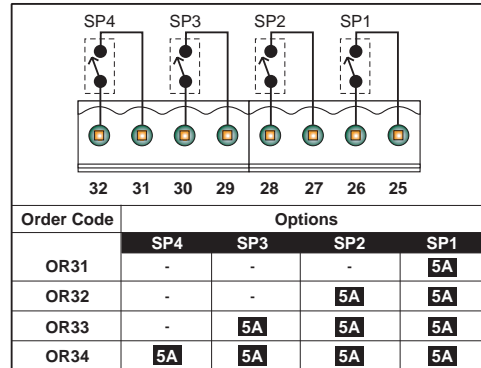 SP4 SP3 SP2 SP1
32 31 30 29 28 27 26 25
Order Code Options
SP4 SP3 SP2 SP1
OR31 - - - 5A
OR32 - - 5A 5A
OR33 - 5A 5A 5A
OR34 5A 5A 5A 5A